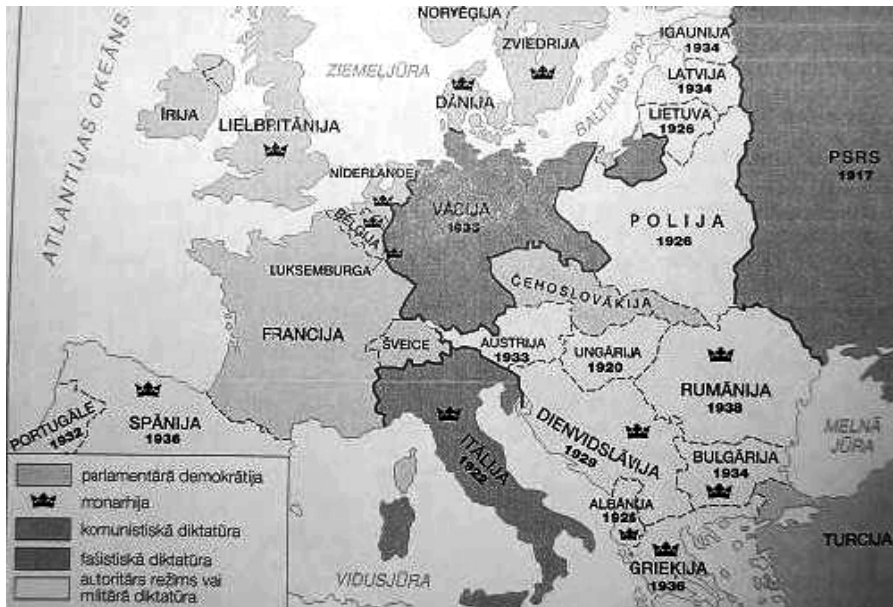 NORVĒĢIJA
ZVIEDRIJA
IGAUNIJA
1934
LATVIJA
1934
LIETUVA
1926
ATLANTIJAS OKEĀNS
ZIEMEĻJŪRA
BALTIJAS JŪRA
DĀNIJA
ĪRIJA
LIELBRITĀNIJA
PSRS
1917
NĪDERLANDE
VĀCIJA
1933
POLIJA
1926
BEĻĢIJA
LUKSEMBURGA
ČEHOSLOVĀKIJA
FRANCIJA
ŠVEICE
AUSTRIJA
1933
UNGĀRIJA
1920
RUMĀNIJA
1938
PORTUGĀLE
1932
SPĀNIJA
1936
ITĀLIJA
1922
DIENVIDSLĀVIJA
1929
MELNĀ
JŪRA
BULGĀRIJA
1934
ALBĀNIJA
GRIEĶIJA
1936
TURCIJA
VIDUSJŪRA
parlamentārā demokrātija
monarhija
komunistiskā diktatūra
fašistiskā diktatūra
autoritārs režīms vai
militārā diktatūra